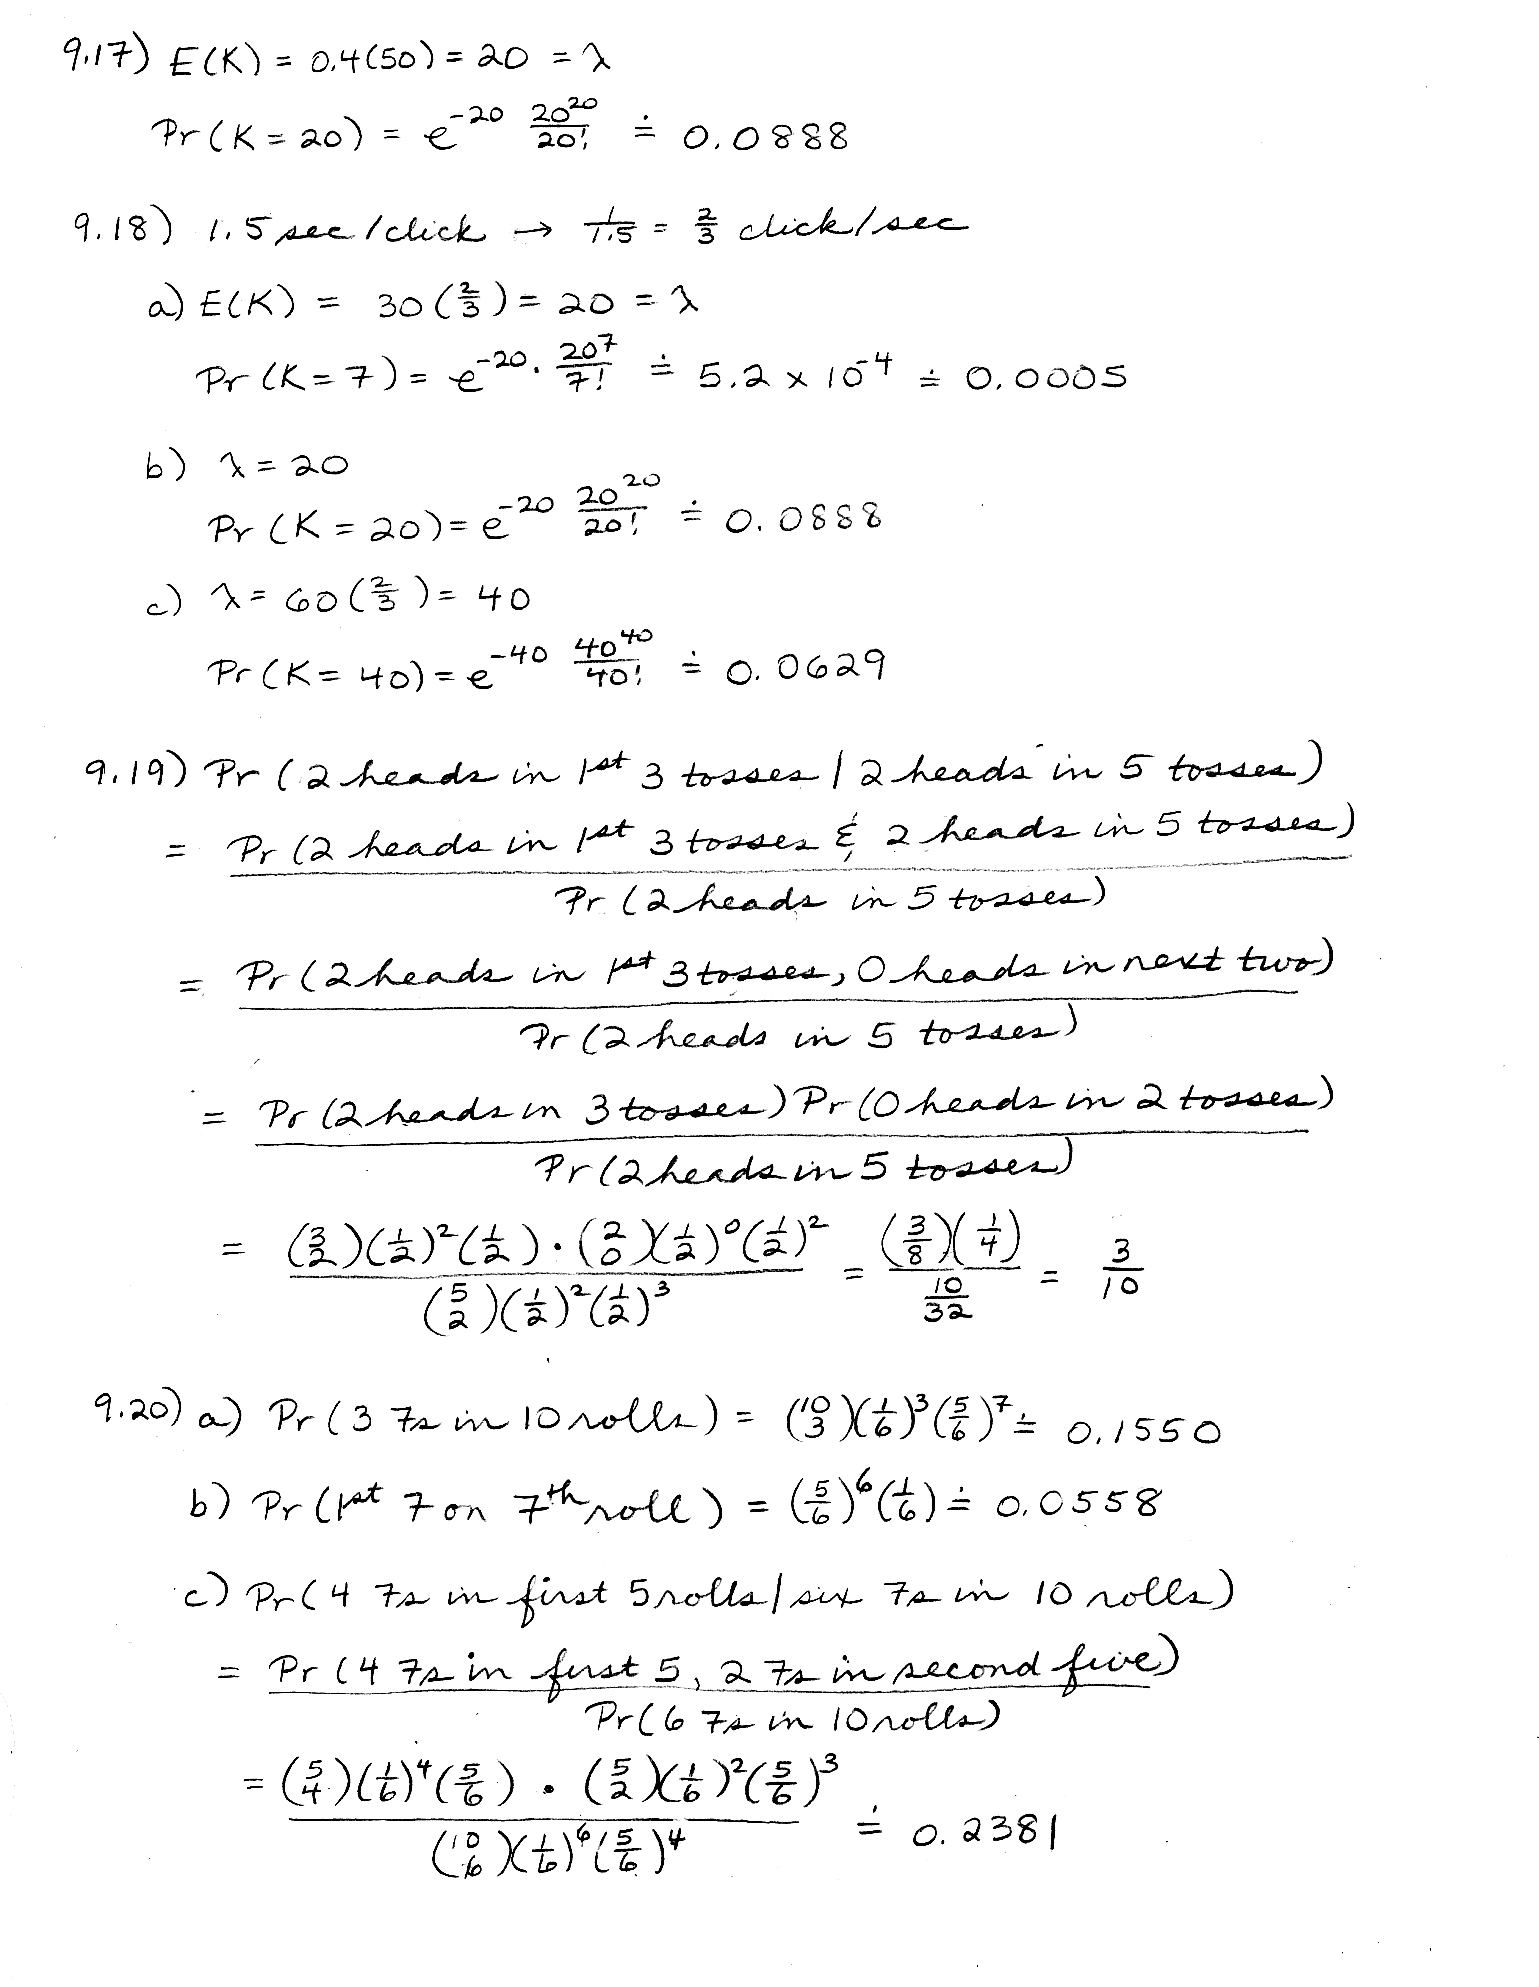 9.17) E(K) = 0.4(50) = 20 = λ
Pr(K = 20) = e^{-20} 20^{20}/20! ≐ 0.0888
9.18) 1.5 sec/click → 1/1.5 = 2/3 click/sec
a) E(K) = 30(2/3) = 20 = λ
Pr(K = 7) = e^{-20} · 20^7/7! ≐ 5.2 × 10^{-4} ≐ 0.0005
b) λ = 20
Pr(K = 20) = e^{-20} 20^{20}/20! ≐ 0.0888
c) λ = 60(2/3) = 40
Pr(K = 40) = e^{-40} 40^{40}/40! ≐ 0.0629
9.19) Pr(2 heads in 1st 3 tosses | 2 heads in 5 tosses)
= Pr(2 heads in 1st 3 tosses & 2 heads in 5 tosses)
Pr(2 heads in 5 tosses)
= Pr(2 heads in 1st 3 tosses, 0 heads in next two)
Pr(2 heads in 5 tosses)
= Pr(2 heads in 3 tosses) Pr(0 heads in 2 tosses)
Pr(2 heads in 5 tosses)
= (3 2)(1/2)^2(1/2) · (2 0)(1/2)^0(1/2)^2 / (5 2)(1/2)^2(1/2)^3 = (3/8)(1/4) / (10/32) = 3/10
9.20) a) Pr(3 7s in 10 rolls) = (10 3)(1/6)^3(5/6)^7 ≐ 0.1550
b) Pr(1st 7 on 7th roll) = (5/6)^6(1/6) ≐ 0.0558
c) Pr(4 7s in first 5 rolls | six 7s in 10 rolls)
= Pr(4 7s in first 5, 2 7s in second five)
Pr(6 7s in 10 rolls)
= (5 4)(1/6)^4(5/6) · (5 2)(1/6)^2(5/6)^3 / (10 6)(1/6)^6(5/6)^4 ≐ 0.2381